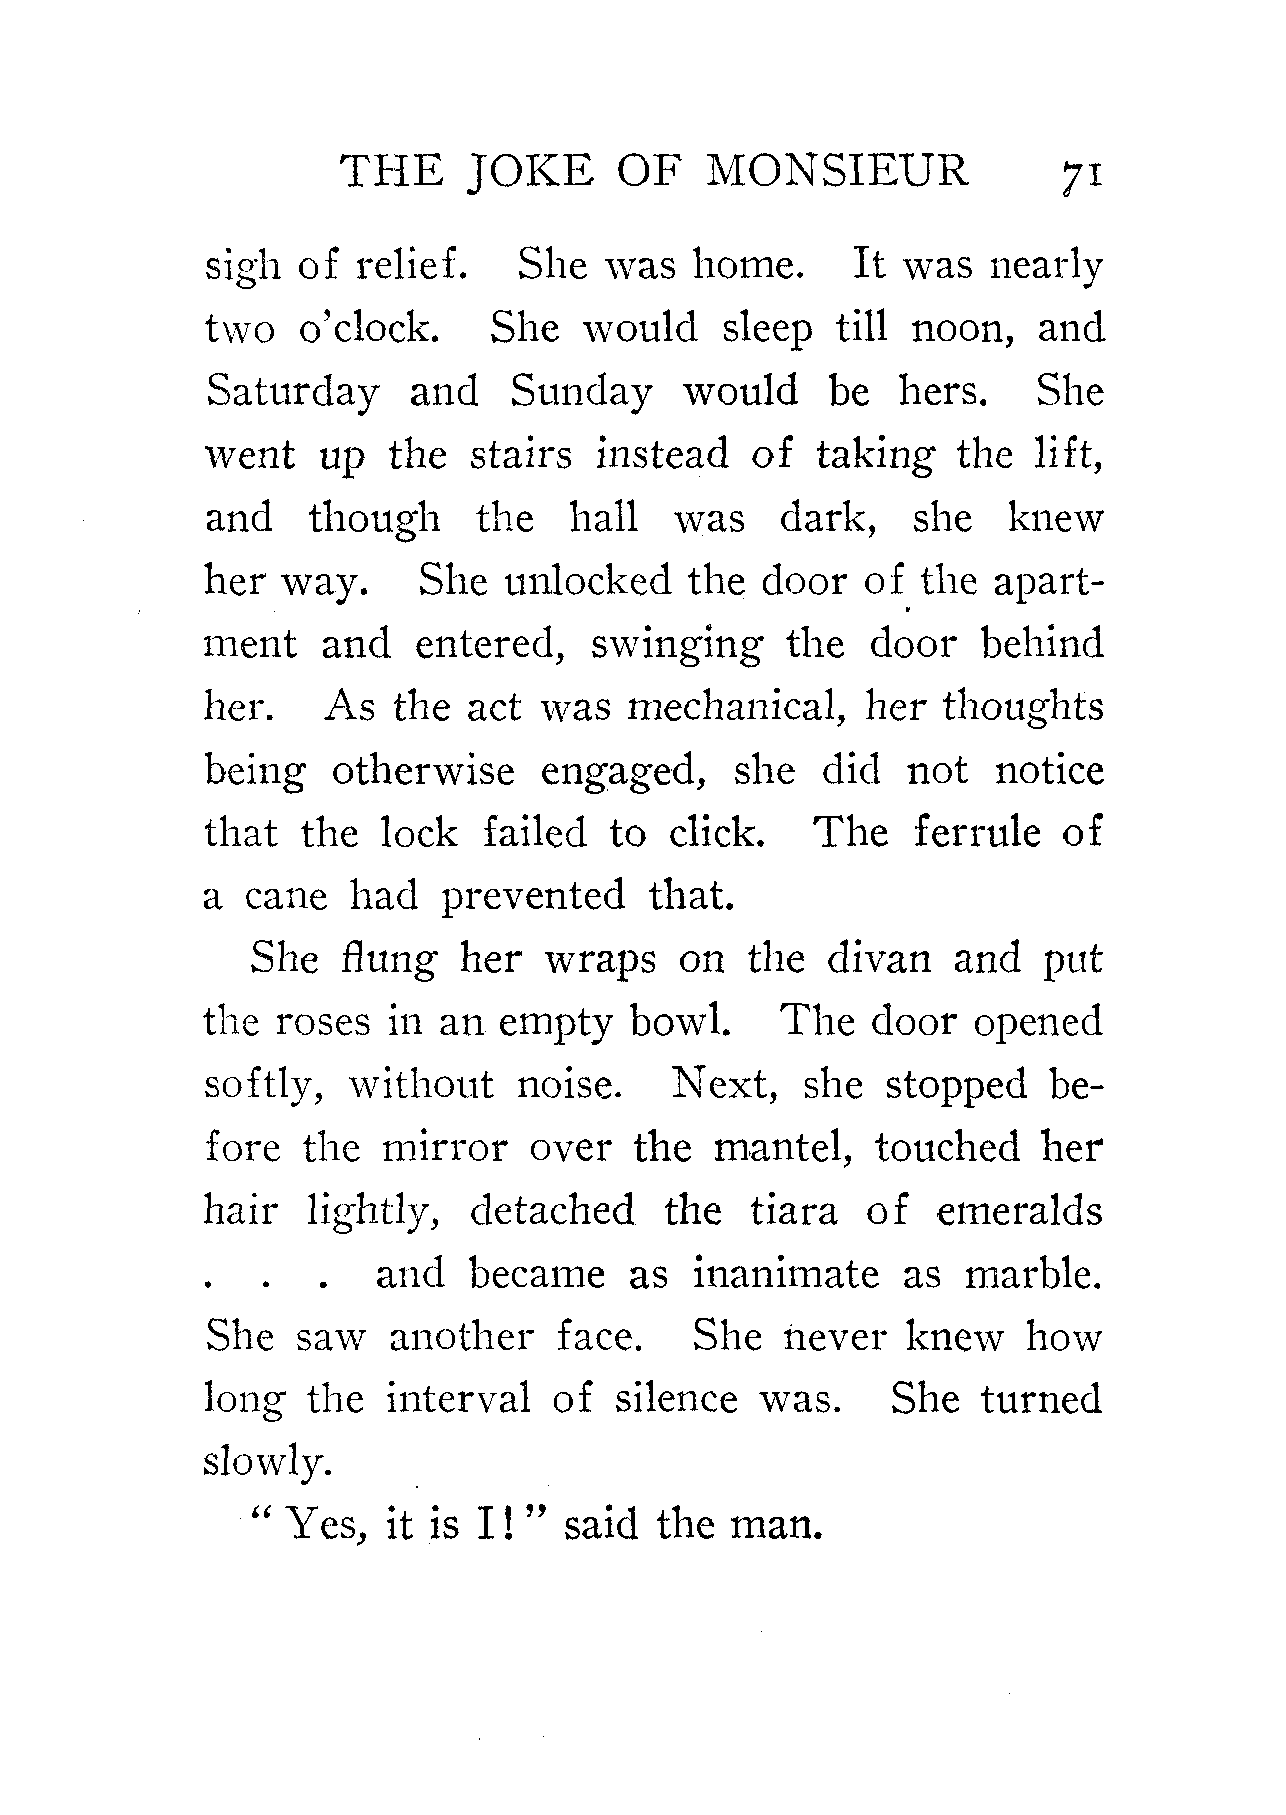 THE JOKE OF MONSIEUR 71
sigh of relief. She was home. It was nearly
two o'clock. She would sleep till noon, and
Saturday and Sunday would be hers. She
went up the stairs instead of taking the lift,
and though the hall was dark, she knew
her way. She unlocked the door of the apart-
ment and entered, swinging the door behind
her. As the act was mechanical, her thoughts
being otherwise engaged, she did not notice
that the lock failed to click. The ferrule of
a cane had prevented that.
She flung her wraps on the divan and put
the roses in an empty bowl. The door opened
softly, without noise. Next, she stopped be-
fore the mirror over the mantel, touched her
hair lightly, detached the tiara of emeralds
. . . and became as inanimate as marble.
She saw another face. She never knew how
long the interval of silence was. She turned
slowly.
“ Yes, it is I! ” said the man.